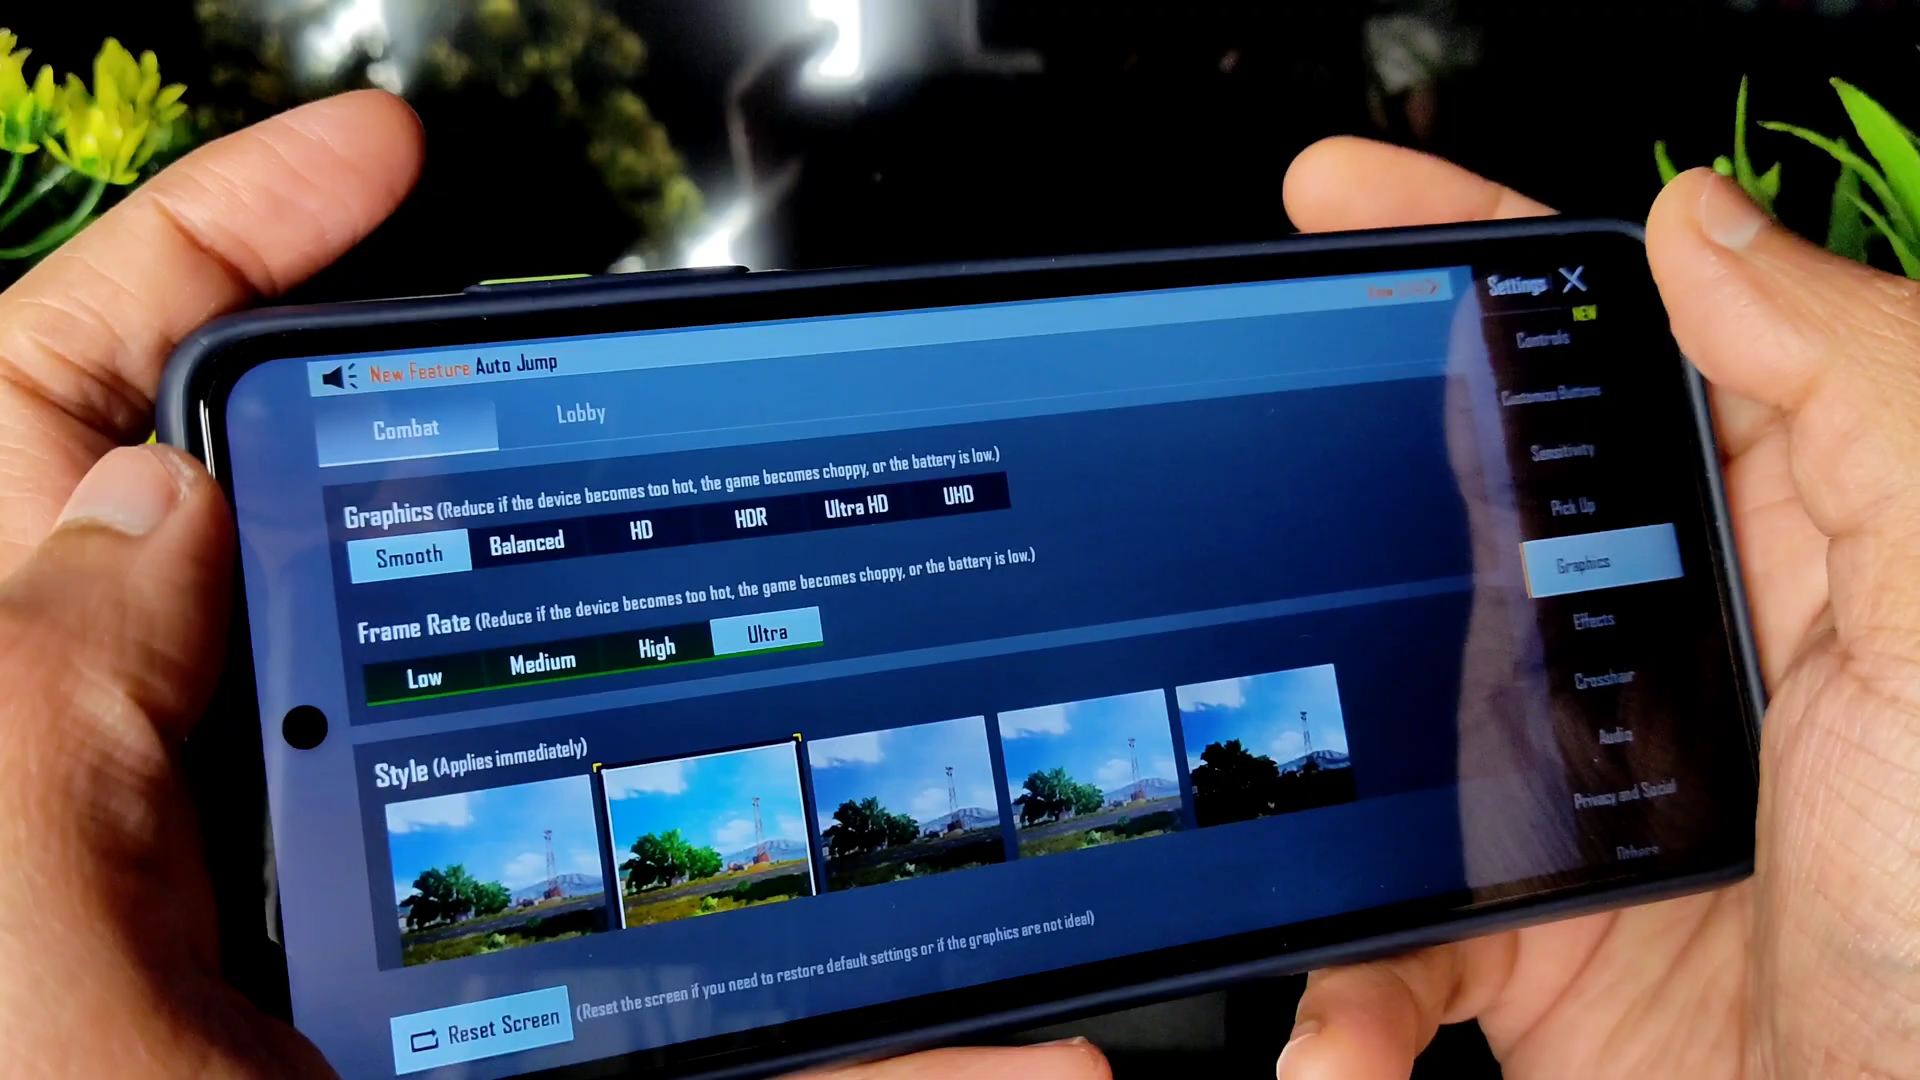 New Feature Auto Jump
Settings X
Combat
Lobby
Graphics (Reduce if the device becomes too hot, the game becomes choppy, or the battery is low.)
Smooth Balanced HD HDR Ultra HD UHD
Frame Rate (Reduce if the device becomes too hot, the game becomes choppy, or the battery is low.)
Low Medium High Ultra
Style (Applies immediately)
Reset Screen (Reset the screen if you need to restore default settings or if the graphics are not ideal)
NEW
Controls
Customize Buttons
Sensitivity
Pick Up
Graphics
Effects
Crosshair
Audio
Privacy and Social
Others